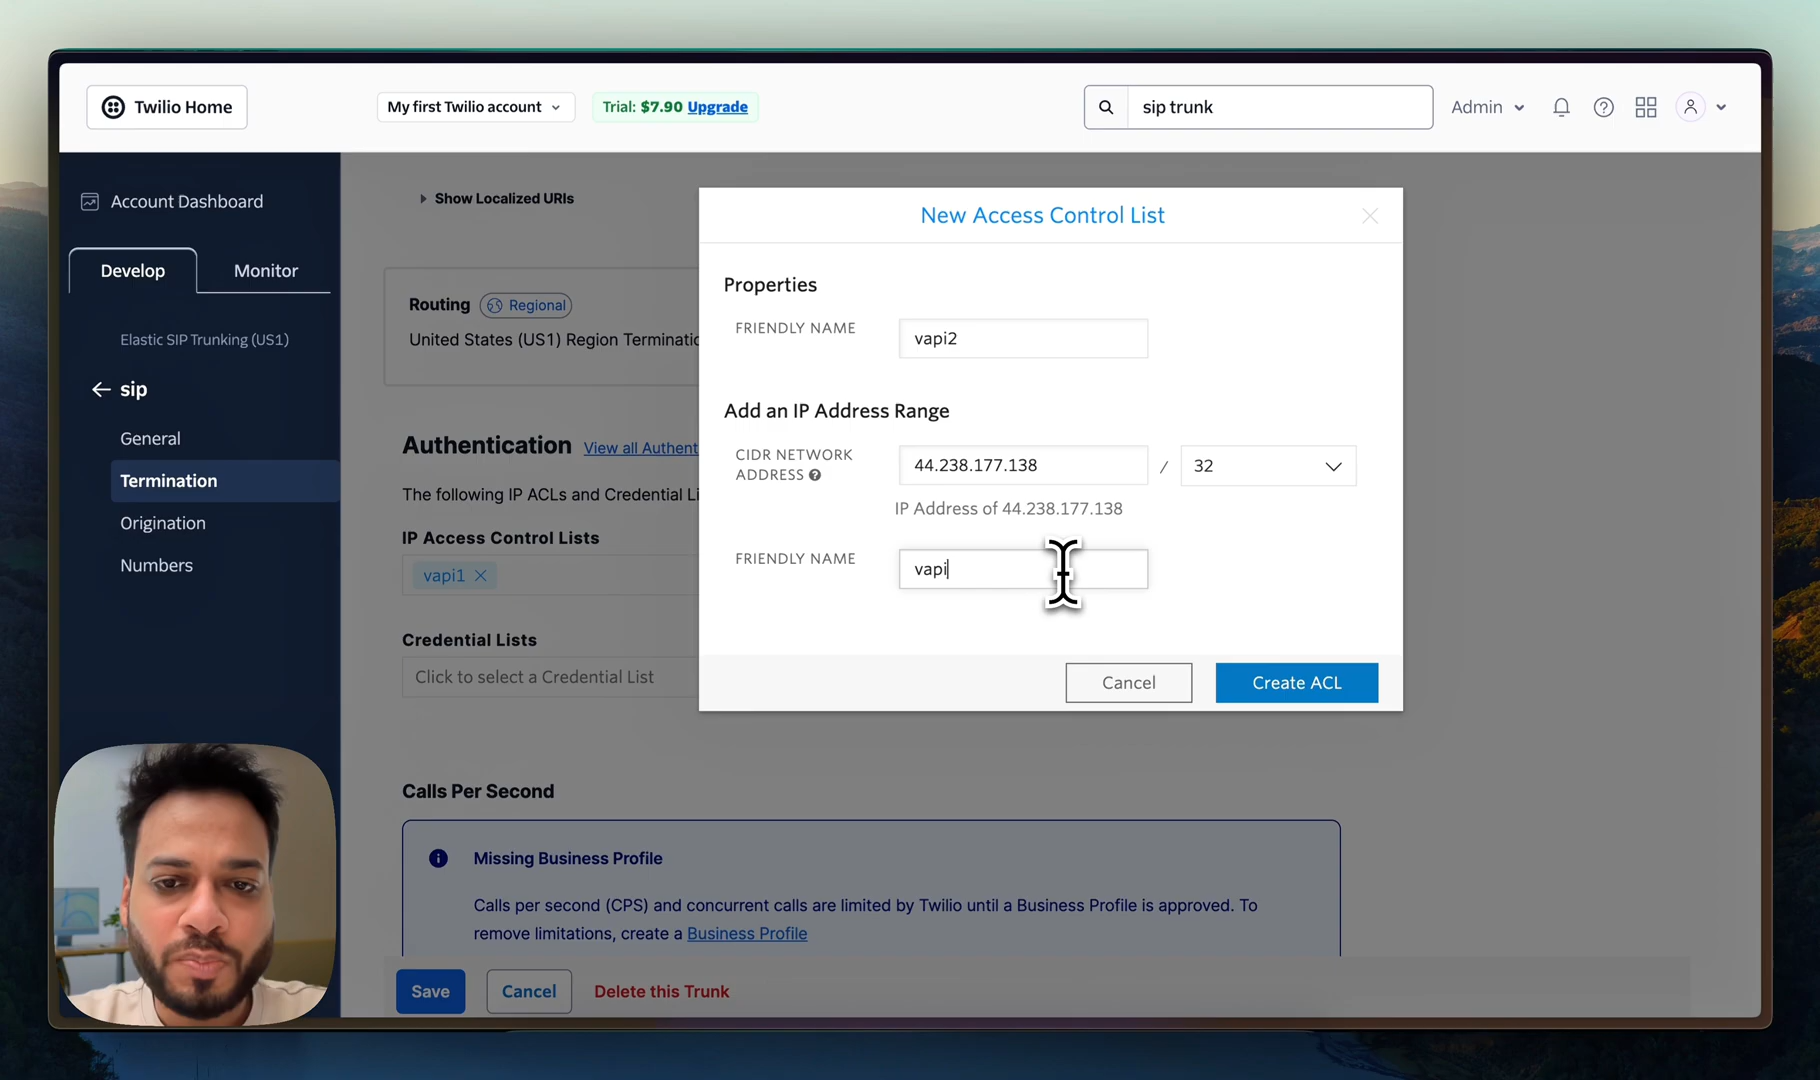 Twilio Home
My first Twilio account
Trial: $7.90 Upgrade
sip trunk
Admin
Account Dashboard
Develop
Monitor
Elastic SIP Trunking (US1)
sip
General
Termination
Origination
Numbers
Show Localized URIs
Routing Regional
United States (US1) Region Terminatio
Authentication View all Authent
The following IP ACLs and Credential Li
IP Access Control Lists
vapi1
Credential Lists
Click to select a Credential List
Calls Per Second
Missing Business Profile
Calls per second (CPS) and concurrent calls are limited by Twilio until a Business Profile is approved. To
remove limitations, create a Business Profile
Save
Cancel
Delete this Trunk
New Access Control List
Properties
FRIENDLY NAME
vapi2
Add an IP Address Range
CIDR NETWORK
ADDRESS
44.238.177.138 / 32
IP Address of 44.238.177.138
FRIENDLY NAME
vapi
Cancel
Create ACL